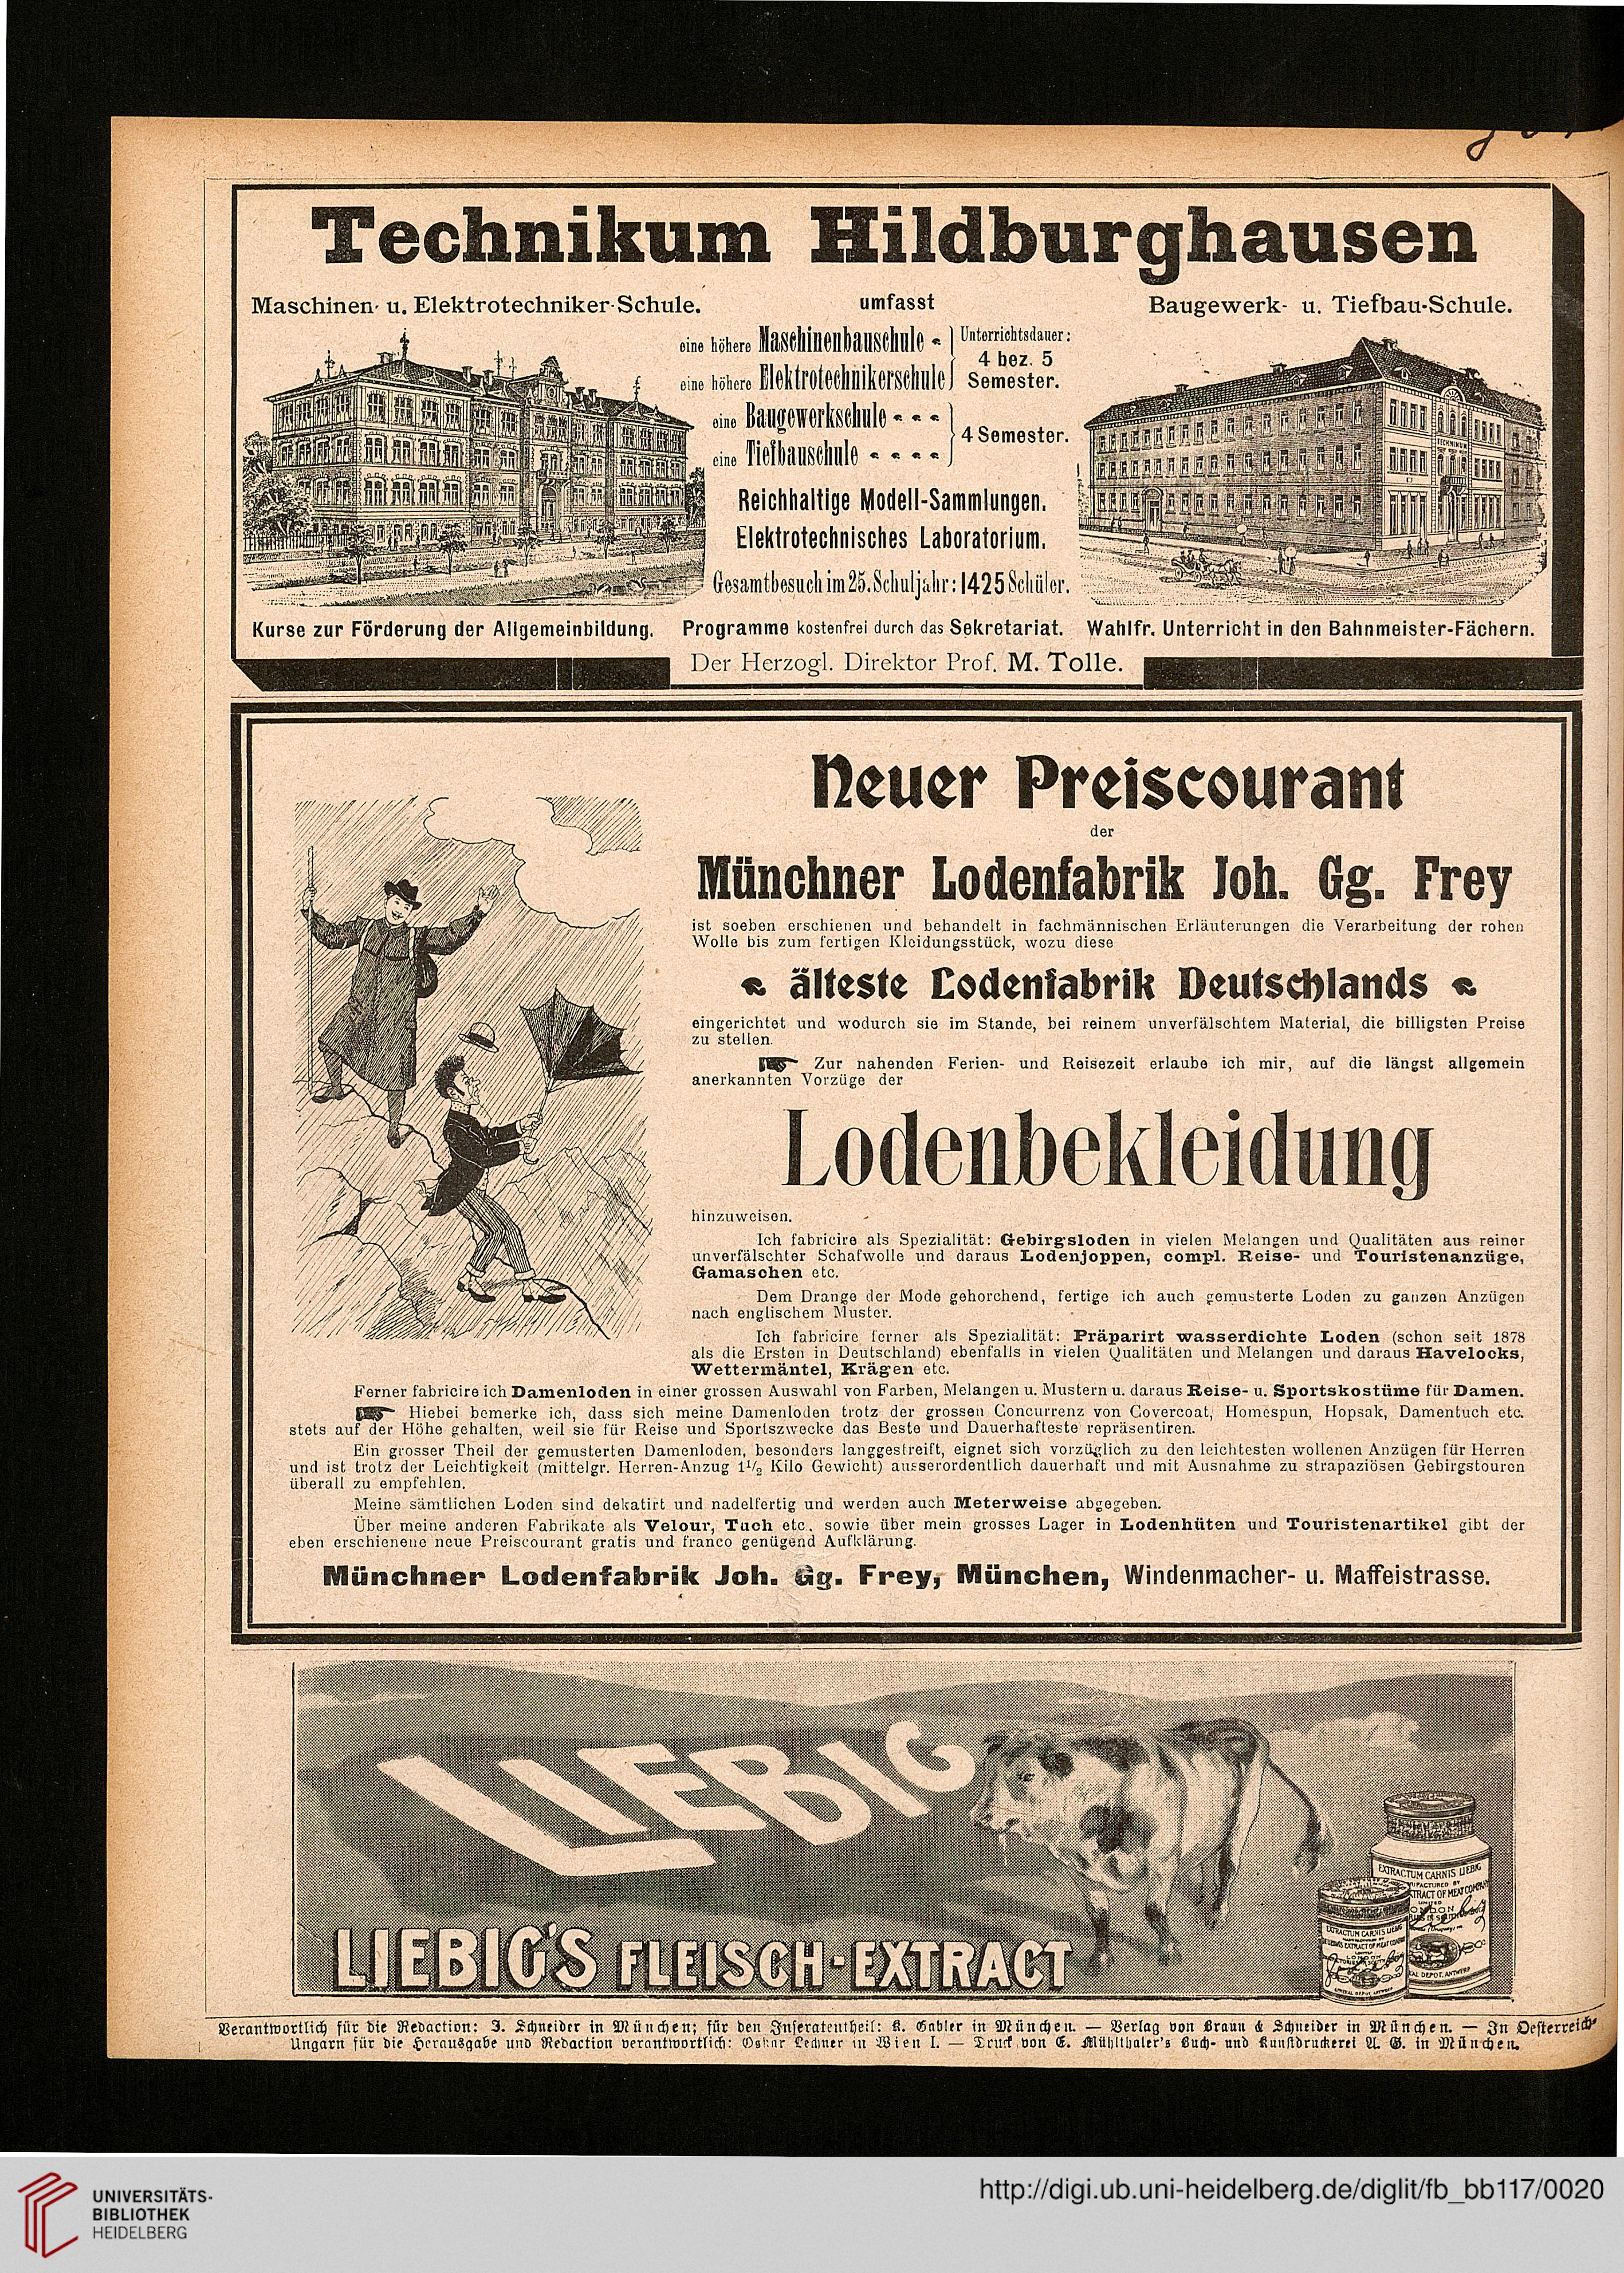 Technikum Hildburghausen
Maschinen- u. Elektrotechniker-Schule.
umfasst
Baugewerk- u. Tiefbau-Schule.
eine höhere Maschinenbauschule
eine höhere Elektrotechnikerschule
Unterrichtsdauer:
4 bez. 5
Semester.
eine Baugewerkschule
eine Tiefbauschule
4 Semester.
TECHNIKUM
Reichhaltige Modell-Sammlungen.
Elektrotechnisches Laboratorium.
Gesamtbesuch im 25. Schuljahr: 1425 Schüler.
Kurse zur Förderung der Allgemeinbildung.
Programme kostenfrei durch das Sekretariat.
Wahlfr. Unterricht in den Bahnmeister-Fächern.
Der Herzogl. Direktor Prof. M. Tolle.
Neuer Preiscourant
der
Münchner Lodenfabrik Joh. Gg. Frey
ist soeben erschienen und behandelt in fachmännischen Erläuterungen die Verarbeitung der rohen
Wolle bis zum fertigen Kleidungsstück, wozu diese
älteste Lodenfabrik Deutschlands
eingerichtet und wodurch sie im Stande, bei reinem unverfälschtem Material, die billigsten Preise
zu stellen.
☛ Zur nahenden Ferien- und Reisezeit erlaube ich mir, auf die längst allgemein
anerkannten Vorzüge der
Lodenbekleidung
hinzuweisen.
Ich fabricire als Spezialität: Gebirgsloden in vielen Melangen und Qualitäten aus reiner
unverfälschter Schafwolle und daraus Lodenjoppen, compl. Reise- und Touristenanzüge,
Gamaschen etc.
Dem Drange der Mode gehorchend, fertige ich auch gemusterte Loden zu ganzen Anzügen
nach englischem Muster.
Ich fabricire ferner als Spezialität: Präparirt wasserdichte Loden (schon seit 1878
als die Ersten in Deutschland) ebenfalls in vielen Qualitäten und Melangen und daraus Havelocks,
Wettermäntel, Krägen etc.
Ferner fabricire ich Damenloden in einer grossen Auswahl von Farben, Melangen u. Mustern u. daraus Reise- u. Sportskostüme für Damen.
☛ Hiebei bemerke ich, dass sich meine Damenloden trotz der grossen Concurrenz von Covercoat, Homespun, Hopsak, Damentuch etc.
stets auf der Höhe gehalten, weil sie für Reise und Sportszwecke das Beste und Dauerhafteste repräsentiren.
Ein grosser Theil der gemusterten Damenloden, besonders langgestreift, eignet sich vorzüglich zu den leichtesten wollenen Anzügen für Herren
und ist trotz der Leichtigkeit (mittelgr. Herren-Anzug 1½ Kilo Gewicht) ausserordentlich dauerhaft und mit Ausnahme zu strapaziösen Gebirgstouren
überall zu empfehlen.
Meine sämtlichen Loden sind dekatirt und nadelfertig und werden auch Meterweise abgegeben.
Über meine anderen Fabrikate als Velour, Tuch etc. sowie über mein grosses Lager in Lodenhüten und Touristenartikel gibt der
eben erschienene neue Preiscourant gratis und franco genügend Aufklärung.
Münchner Lodenfabrik Joh. Gg. Frey, München, Windenmacher- u. Maffeistrasse.
LIEBIG
EXTRACTUM CARNIS LIEBIG
EXTRACTUM CARNIS LIEBIG
LIEBIG'S FLEISCH-EXTRACT
Verantwortlich für die Redaction: J. Schneider in München; für den Inseratentheil: K. Gabler in München. — Verlag von Braun & Schneider in München. — In Oesterreich-
Ungarn für die Herausgabe und Redaction verantwortlich: Oskar Lechner in Wien I. — Druck von E. Mühlthaler's Buch- und Kunstdruckerei A. G. in München.
UNIVERSITÄTS-
BIBLIOTHEK
HEIDELBERG
http://digi.ub.uni-heidelberg.de/diglit/fb_bb117/0020